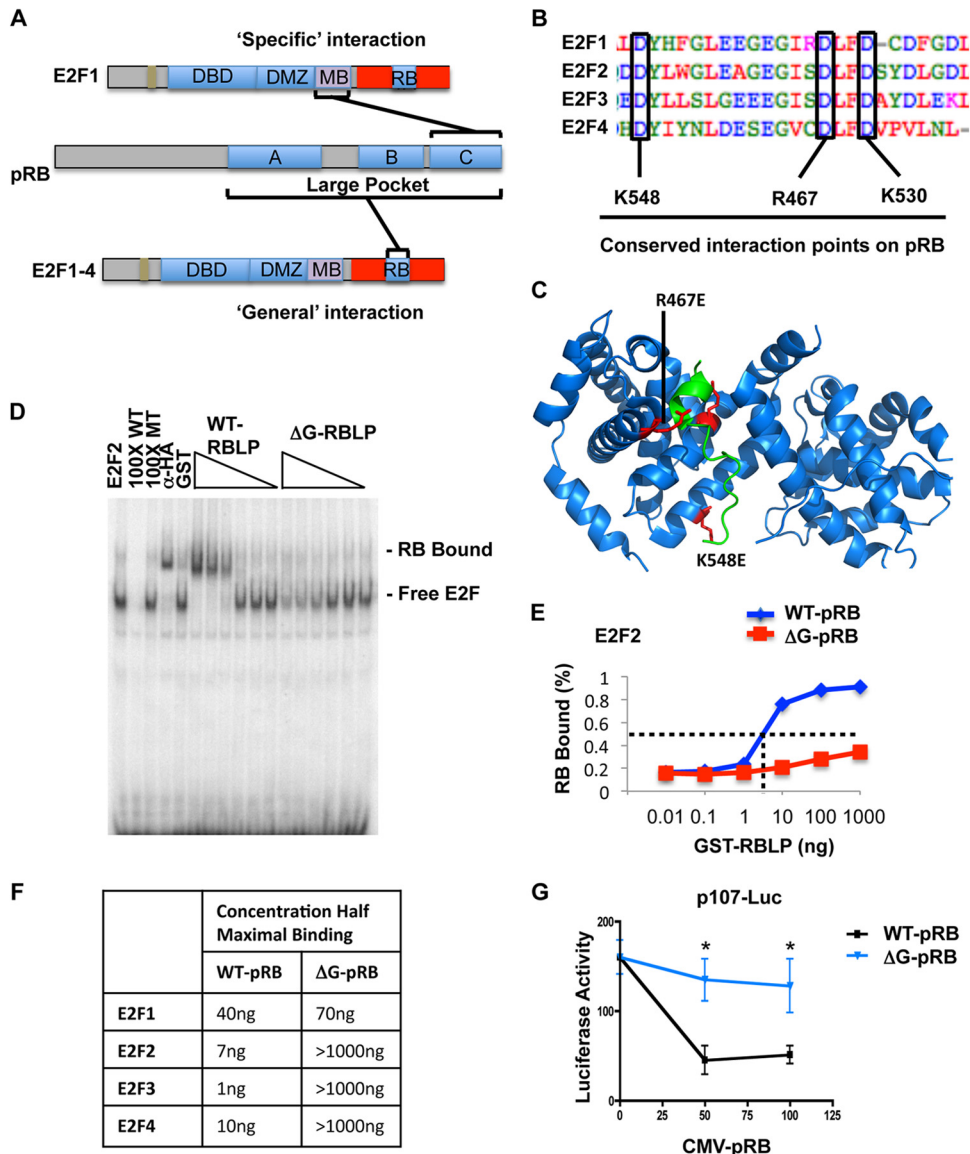 A
'Specific' interaction
E2F1
DBD
DMZ
MB
RB
pRB
A
B
C
Large Pocket
E2F1-4
DBD
DMZ
MB
RB
'General' interaction
B
E2F1
LDYHFGLEEGEGIRDLFD-CDFGDL
E2F2
DDYLWGLEAGEGISDLFDSYDLGDL
E2F3
EDYLLSLGEEEGISDLFDAYDLEKL
E2F4
HDYIYNLDESEGVCDLFDVPVLNL-
K548
R467
K530
Conserved interaction points on pRB
C
R467E
K548E
D
E2F2
100X WT
100X MT
α-HA
GST
WT-
RBLP
ΔG-RBLP
- RB Bound
- Free E2F
E
E2F2
WT-pRB
ΔG-pRB
RB Bound (%)
1
0.8
0.6
0.4
0.2
0
0.01 0.1 1 10 100 1000
GST-RBLP (ng)
F
Concentration Half
Maximal Binding
WT-pRB ΔG-pRB
E2F1 40ng 70ng
E2F2 7ng >1000ng
E2F3 1ng >1000ng
E2F4 10ng >1000ng
G
p107-Luc
WT-pRB
ΔG-pRB
Luciferase Activity
200
100
0
* *
0 25 50 75 100 125
CMV-pRB